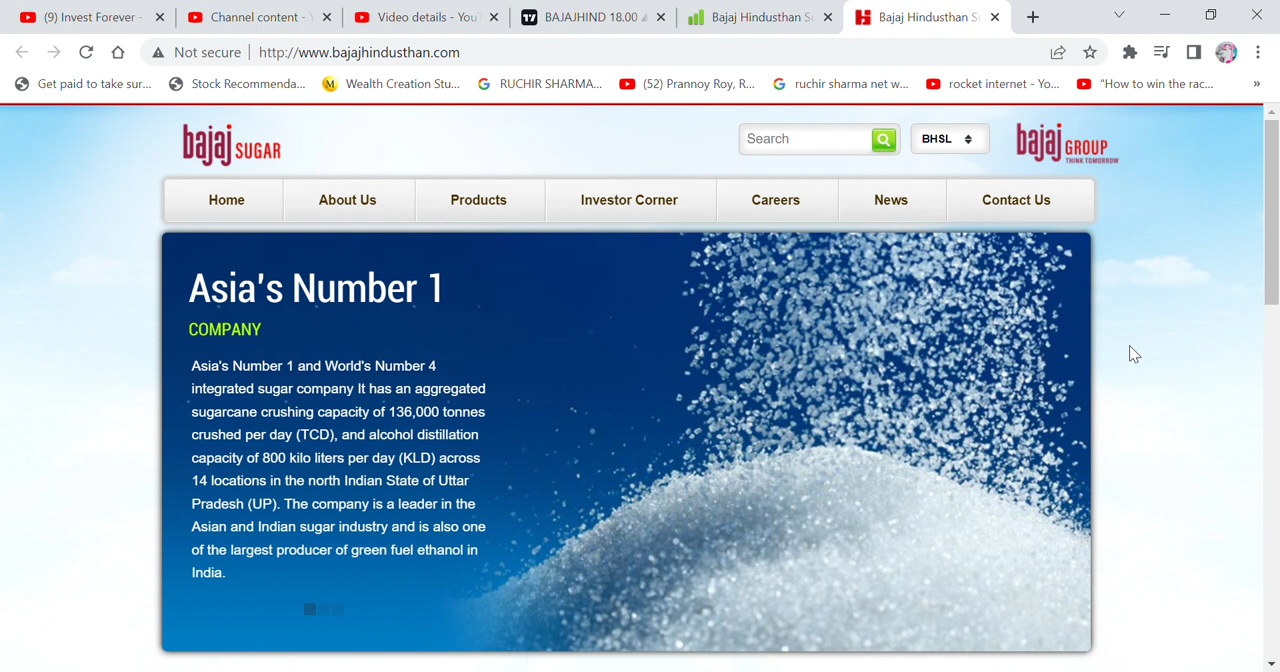 (9) Invest Forever -
Channel content - Y
Video details - YouT
BAJAJHIND 18.00
Bajaj Hindusthan Su
Bajaj Hindusthan Su
Not secure
http://www.bajajhindusthan.com
Get paid to take sur...
Stock Recommenda...
M
Wealth Creation Stu...
RUCHIR SHARMA...
(52) Prannoy Roy, R...
ruchir sharma net w...
rocket internet - Yo...
"How to win the rac...
»
bajaj SUGAR
Search
BHSL
bajaj GROUP
THINK TOMORROW
Home
About Us
Products
Investor Corner
Careers
News
Contact Us
Asia's Number 1
COMPANY
Asia's Number 1 and World's Number 4
integrated sugar company It has an aggregated
sugarcane crushing capacity of 136,000 tonnes
crushed per day (TCD), and alcohol distillation
capacity of 800 kilo liters per day (KLD) across
14 locations in the north Indian State of Uttar
Pradesh (UP). The company is a leader in the
Asian and Indian sugar industry and is also one
of the largest producer of green fuel ethanol in
India.